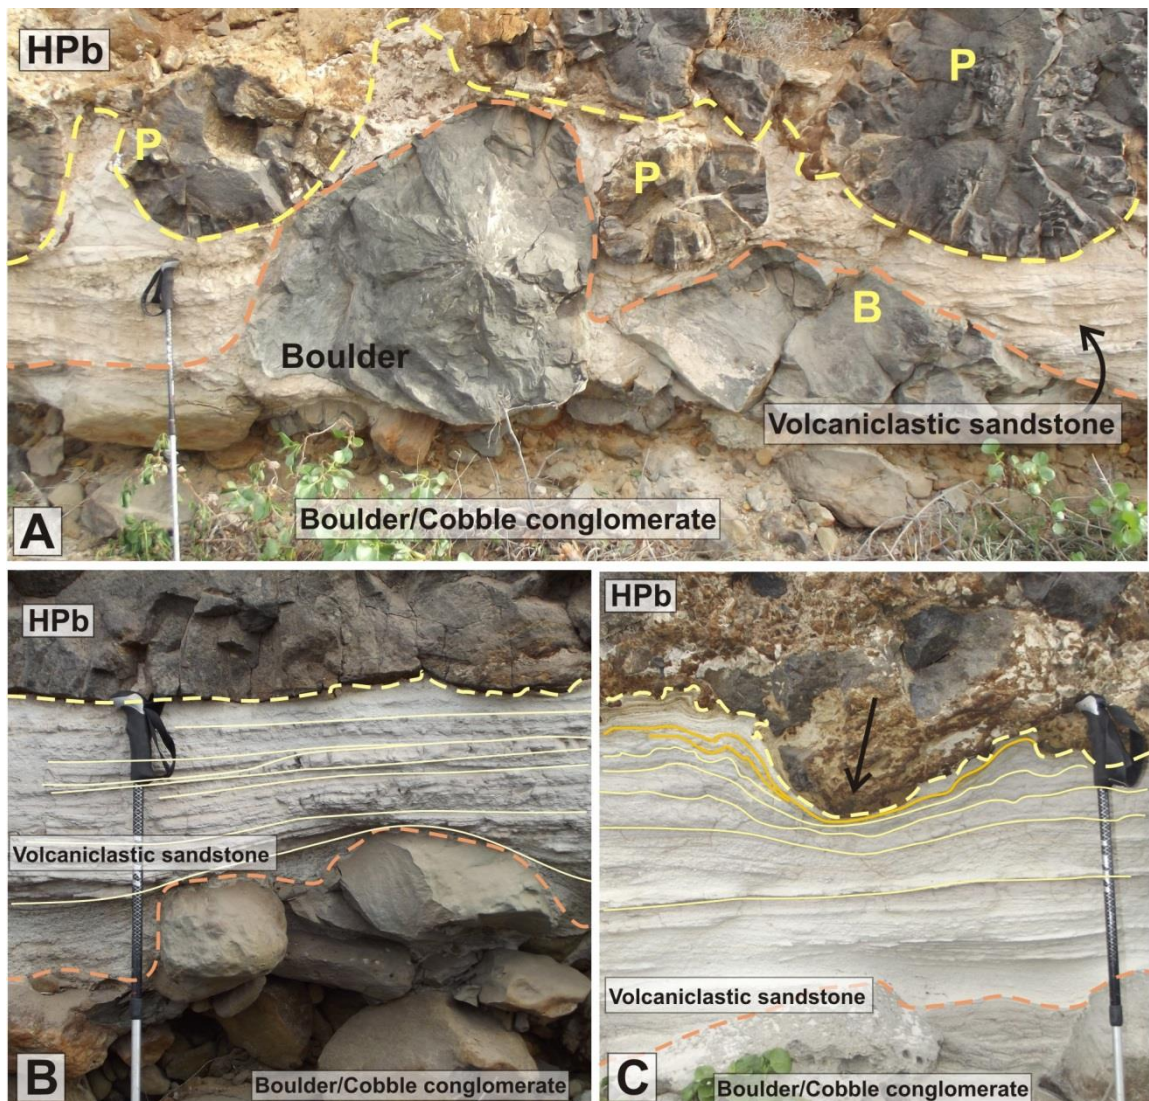 HPb
P
P
P
Boulder
B
Volcaniclastic sandstone
Boulder/Cobble conglomerate
A
HPb
Volcaniclastic sandstone
B
Boulder/Cobble conglomerate
HPb
Volcaniclastic sandstone
C
Boulder/Cobble conglomerate